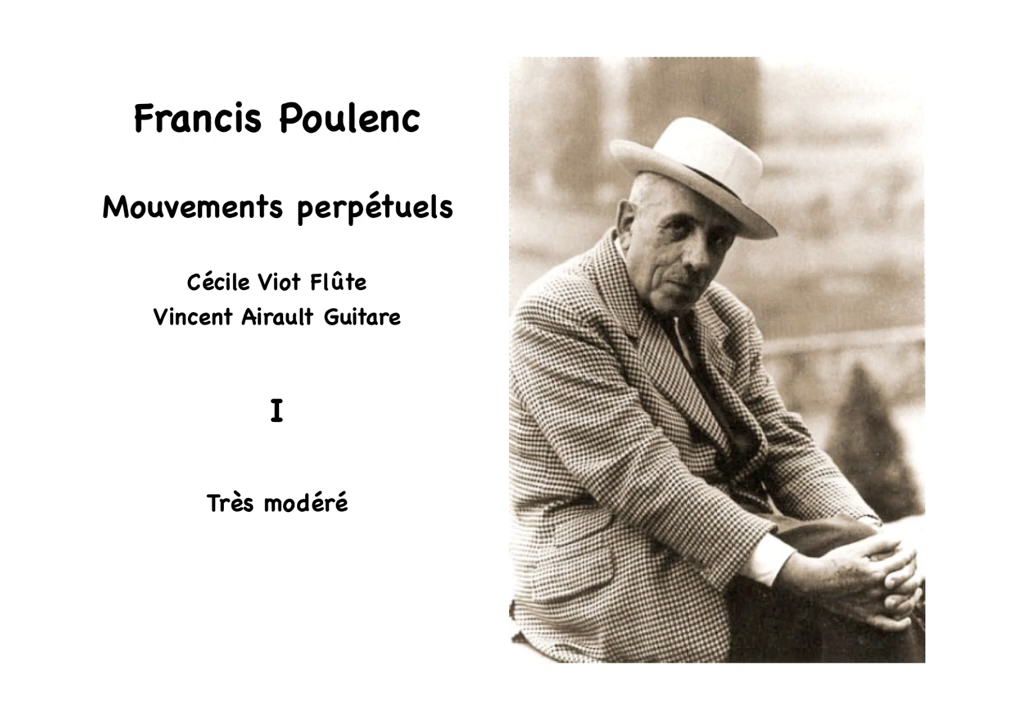 Francis Poulenc
Mouvements perpétuels
Cécile Viot Flûte
Vincent Airault Guitare
I
Très modéré